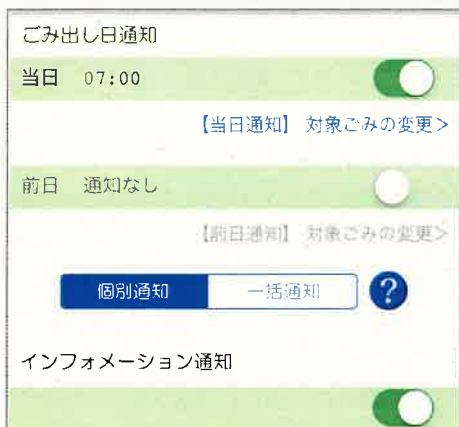 ごみ出し日通知
当日 07:00
【当日通知】 対象ごみの変更>
前日 通知なし
【前日通知】 対象ごみの変更>
個別通知 一括通知 ?
インフォメーション通知